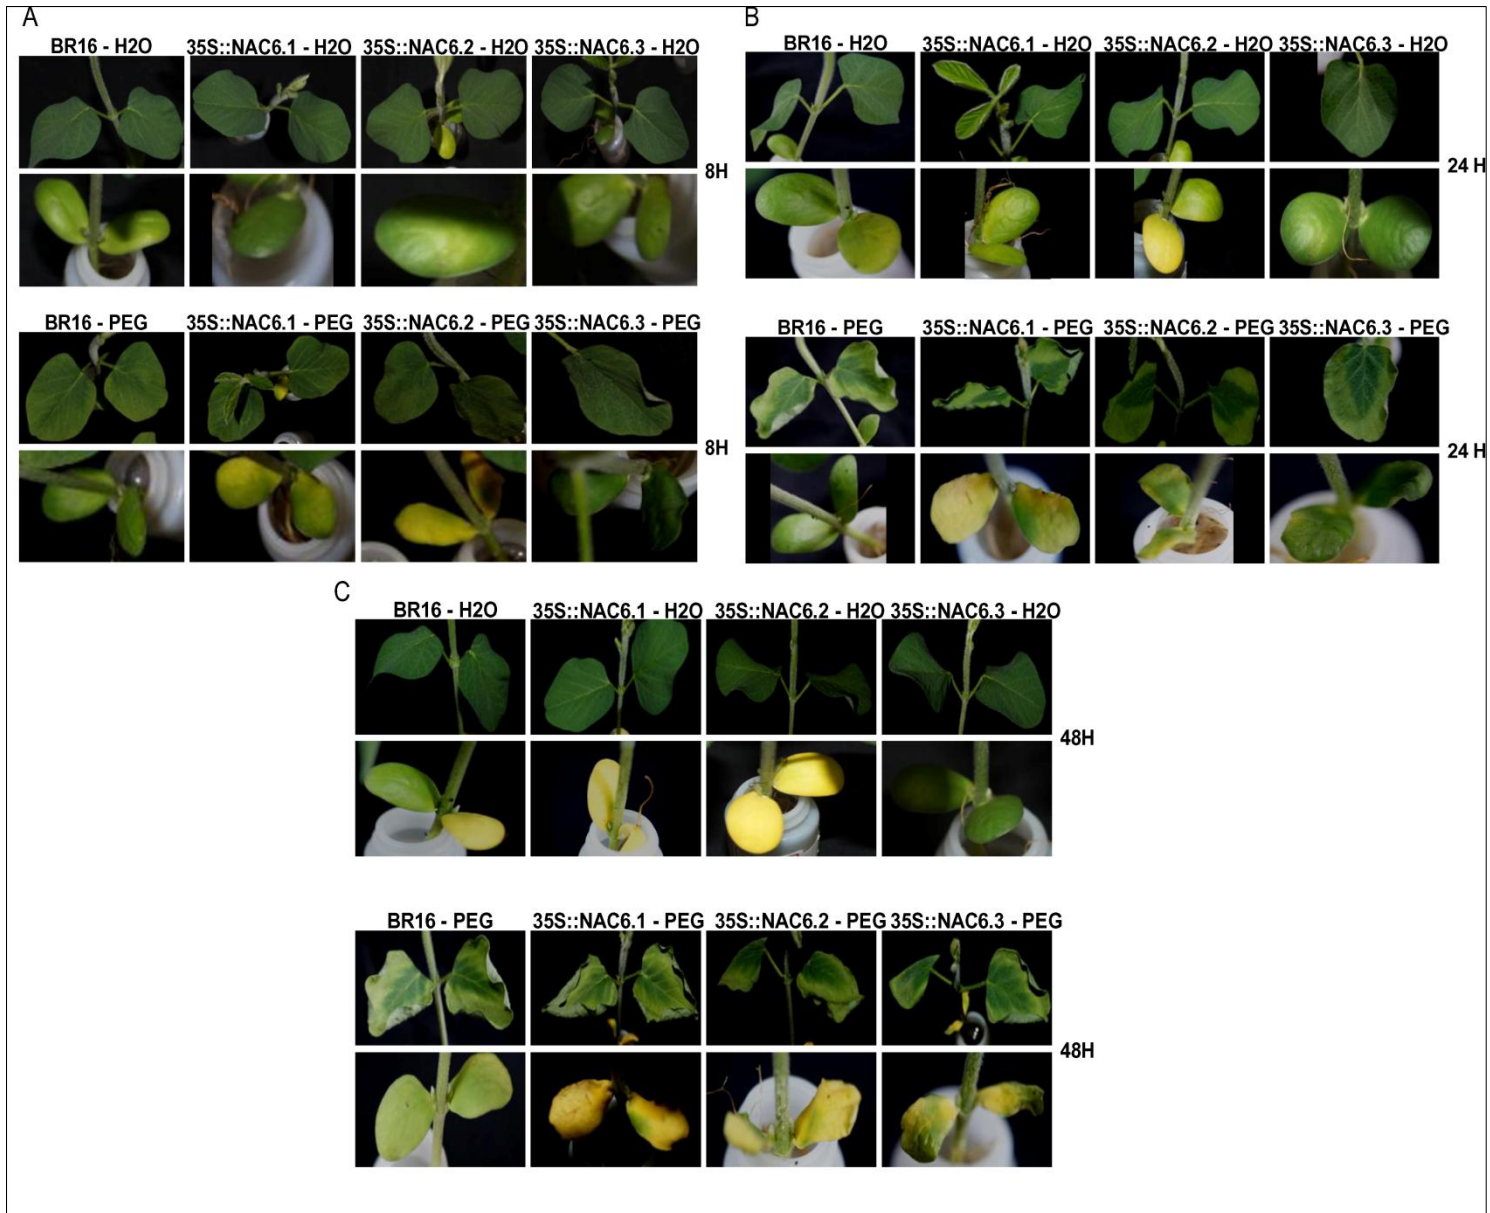 A
BR16 - H2O 35S::NAC6.1 - H2O 35S::NAC6.2 - H2O 35S::NAC6.3 - H2O
8H
BR16 - PEG 35S::NAC6.1 - PEG 35S::NAC6.2 - PEG 35S::NAC6.3 - PEG
8H
B
BR16 - H2O 35S::NAC6.1 - H2O 35S::NAC6.2 - H2O 35S::NAC6.3 - H2O
24 H
BR16 - PEG 35S::NAC6.1 - PEG 35S::NAC6.2 - PEG 35S::NAC6.3 - PEG
24 H
C
BR16 - H2O 35S::NAC6.1 - H2O 35S::NAC6.2 - H2O 35S::NAC6.3 - H2O
48H
BR16 - PEG 35S::NAC6.1 - PEG 35S::NAC6.2 - PEG 35S::NAC6.3 - PEG
48H